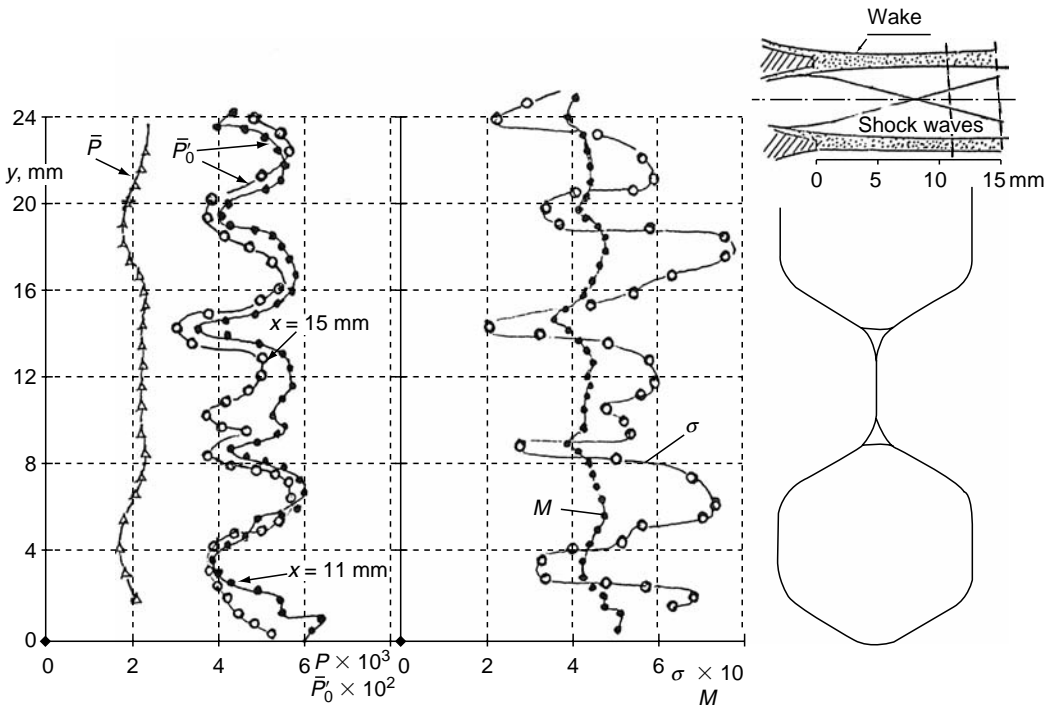 Wake
Shock waves
0 5 10 15 mm
24
P̄
P̄′₀
y, mm
20
16
x = 15 mm
12
8
σ
M
4
x = 11 mm
0
0 2 4 6 P × 10³
P̄′₀ × 10²
2 4 6 σ × 10
M